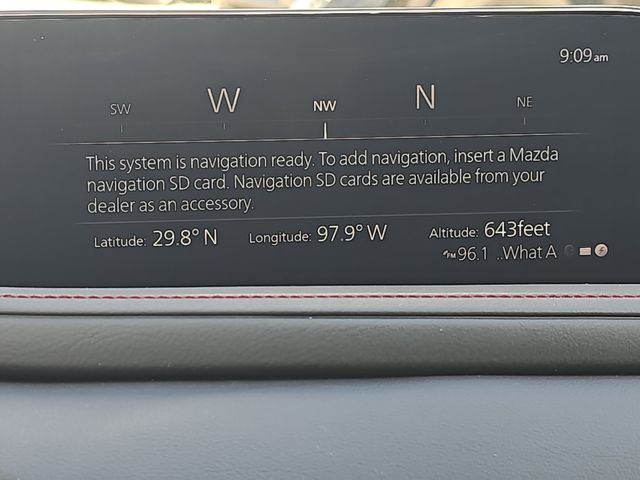 9:09am
SW W NW N NE
This system is navigation ready. To add navigation, insert a Mazda
navigation SD card. Navigation SD cards are available from your
dealer as an accessory.
Latitude: 29.8° N Longitude: 97.9° W Altitude: 643feet
FM 96.1 ..What A